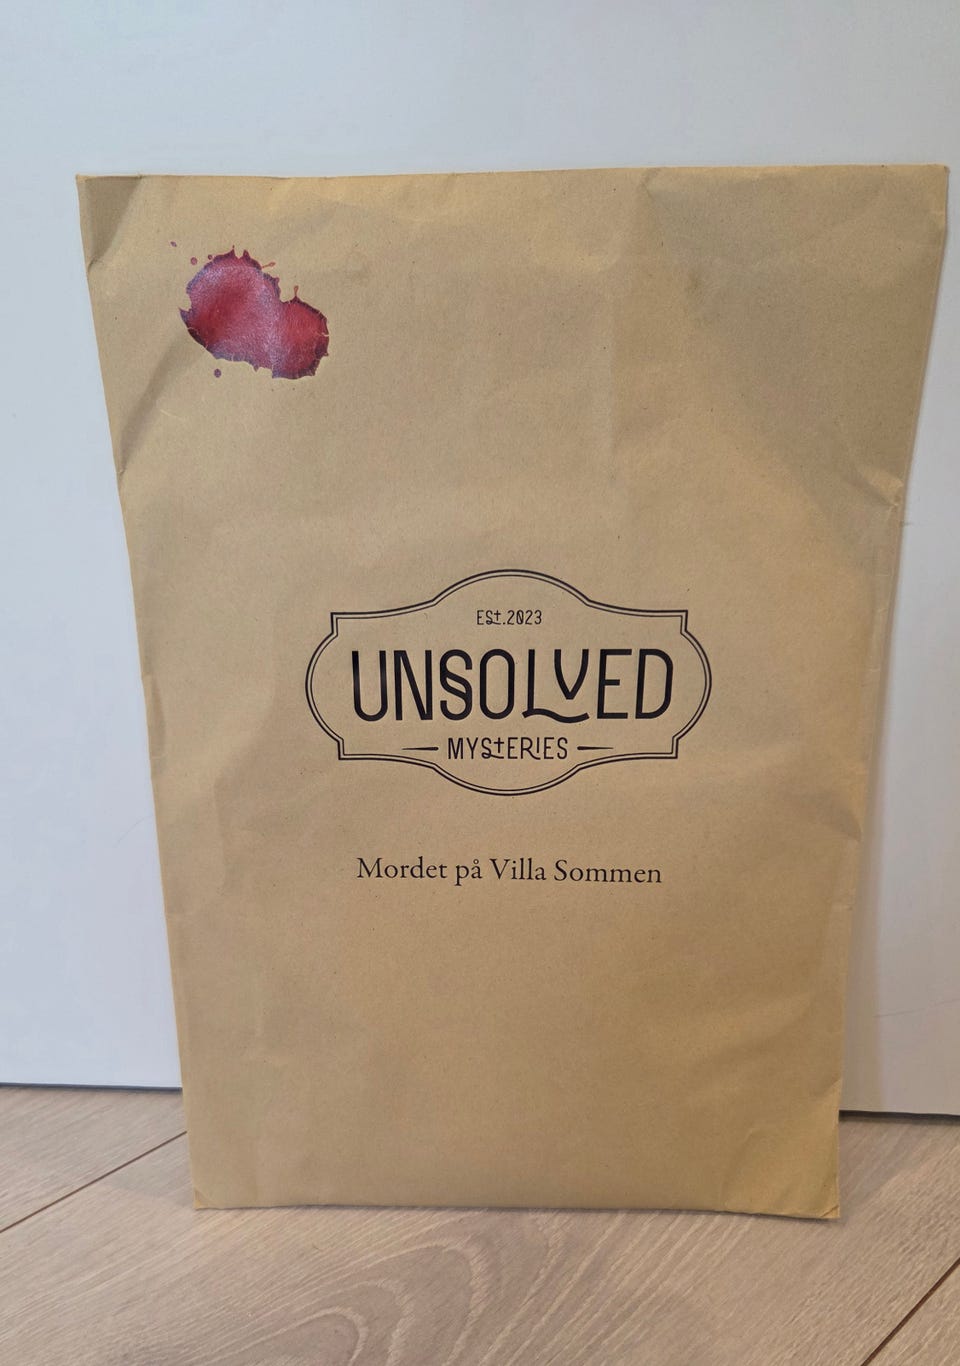 Est.2023
UNSOLVED
MYStERIES
Mordet på Villa Sommen